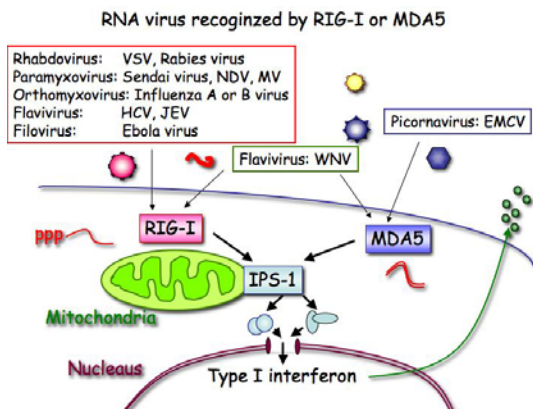 RNA virus recoginzed by RIG-I or MDA5
Rhabdovirus: VSV, Rabies virus
Paramyxovirus: Sendai virus, NDV, MV
Orthomyxovirus: Influenza A or B virus
Flavivirus: HCV, JEV
Filovirus: Ebola virus
Picornavirus: EMCV
Flavivirus: WNV
ppp
RIG-I
MDA5
IPS-1
Mitochondria
Nucleaus
Type I interferon